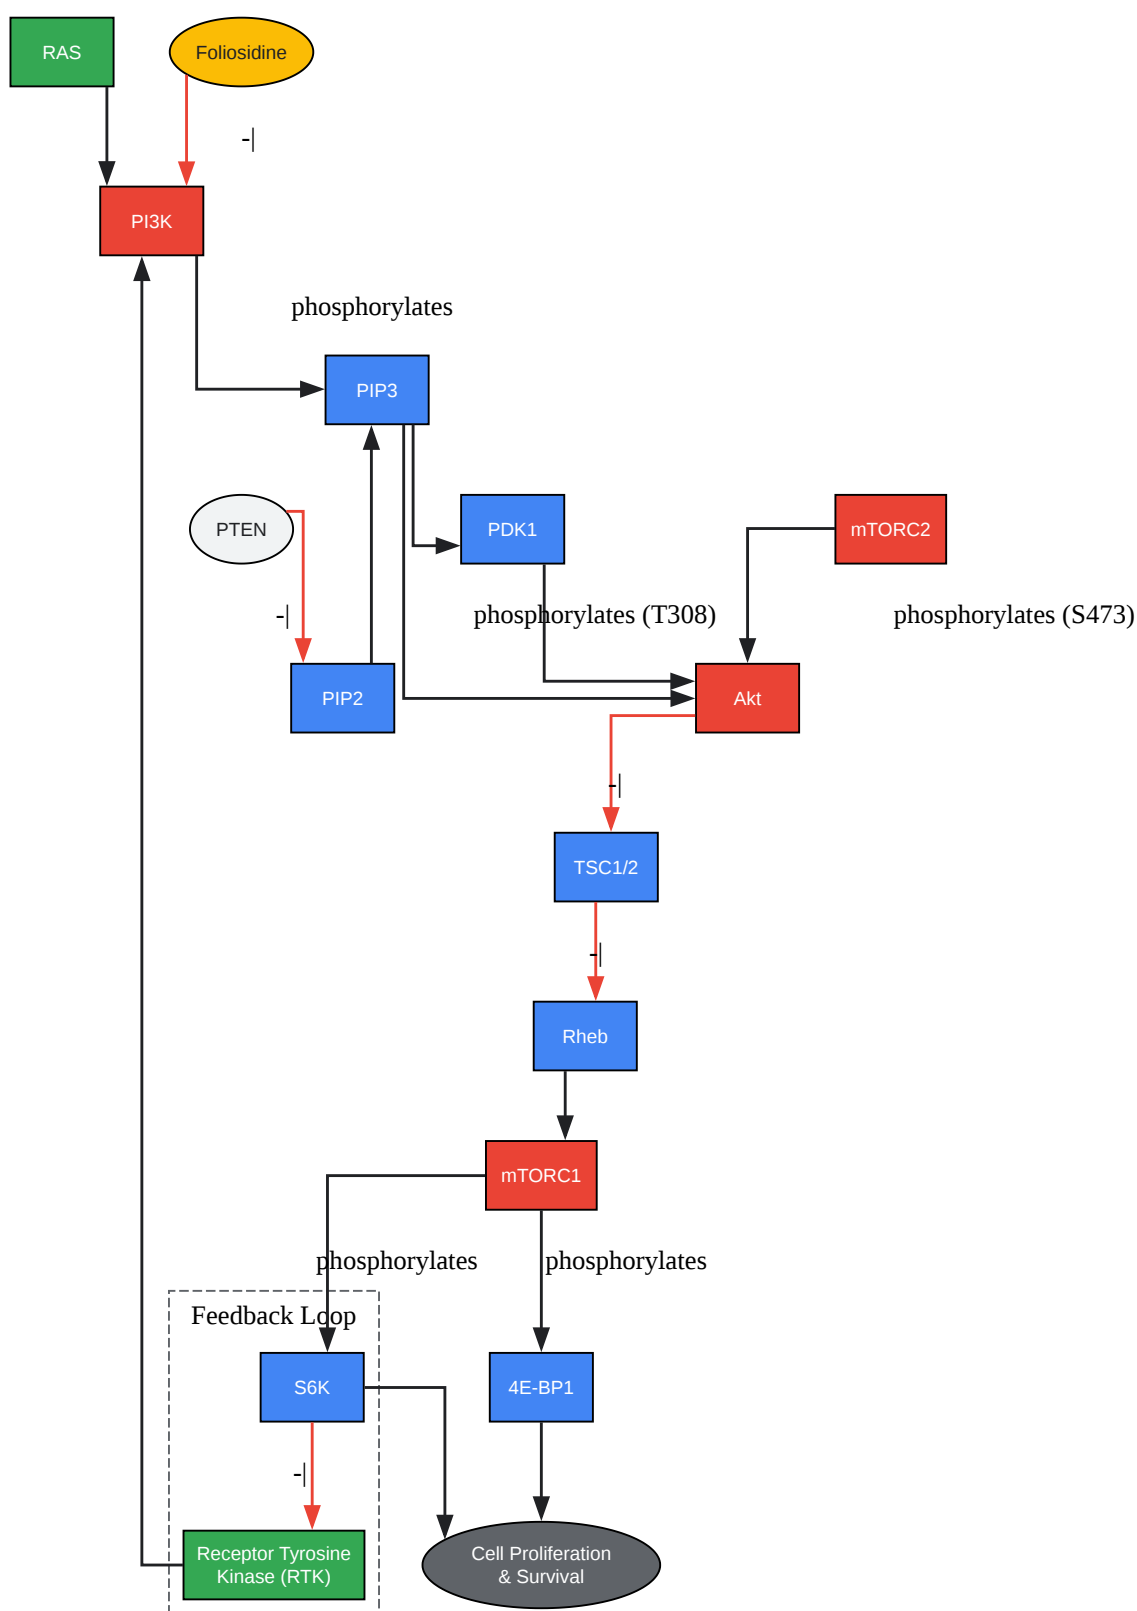 RAS
Foliosidine
-|
PI3K
phosphorylates
PIP3
PTEN
PDK1
mTORC2
-|
phosphorylates (T308)
phosphorylates (S473)
PIP2
Akt
-|
TSC1/2
-|
Rheb
mTORC1
phosphorylates
phosphorylates
Feedback Loop
S6K
4E-BP1
-|
Receptor Tyrosine
Kinase (RTK)
Cell Proliferation
& Survival